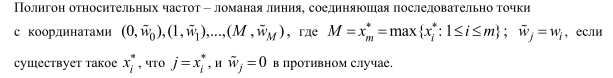 Полигон относительных частот – ломаная линия, соединяющая последовательно точки
с координатами (0, w̃₀),(1, w̃₁),...,(M , w̃_M) , где M = x*_m = max{x*_i : 1 ≤ i ≤ m} ; w̃_j = w_i , если
существует такое x*_i , что j = x*_i , и w̃_j = 0 в противном случае.